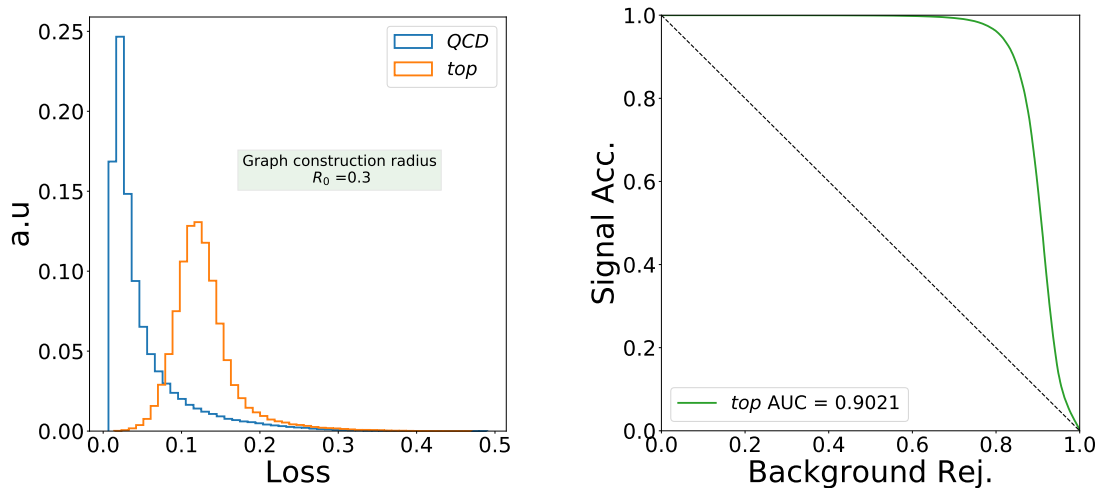 0.25
0.20
0.15
0.10
0.05
0.00
a.u
QCD
top
Graph construction radius
R₀ =0.3
0.0 0.1 0.2 0.3 0.4 0.5
Loss
1.0
0.8
0.6
0.4
0.2
0.0
Signal Acc.
top AUC = 0.9021
0.0 0.2 0.4 0.6 0.8 1.0
Background Rej.